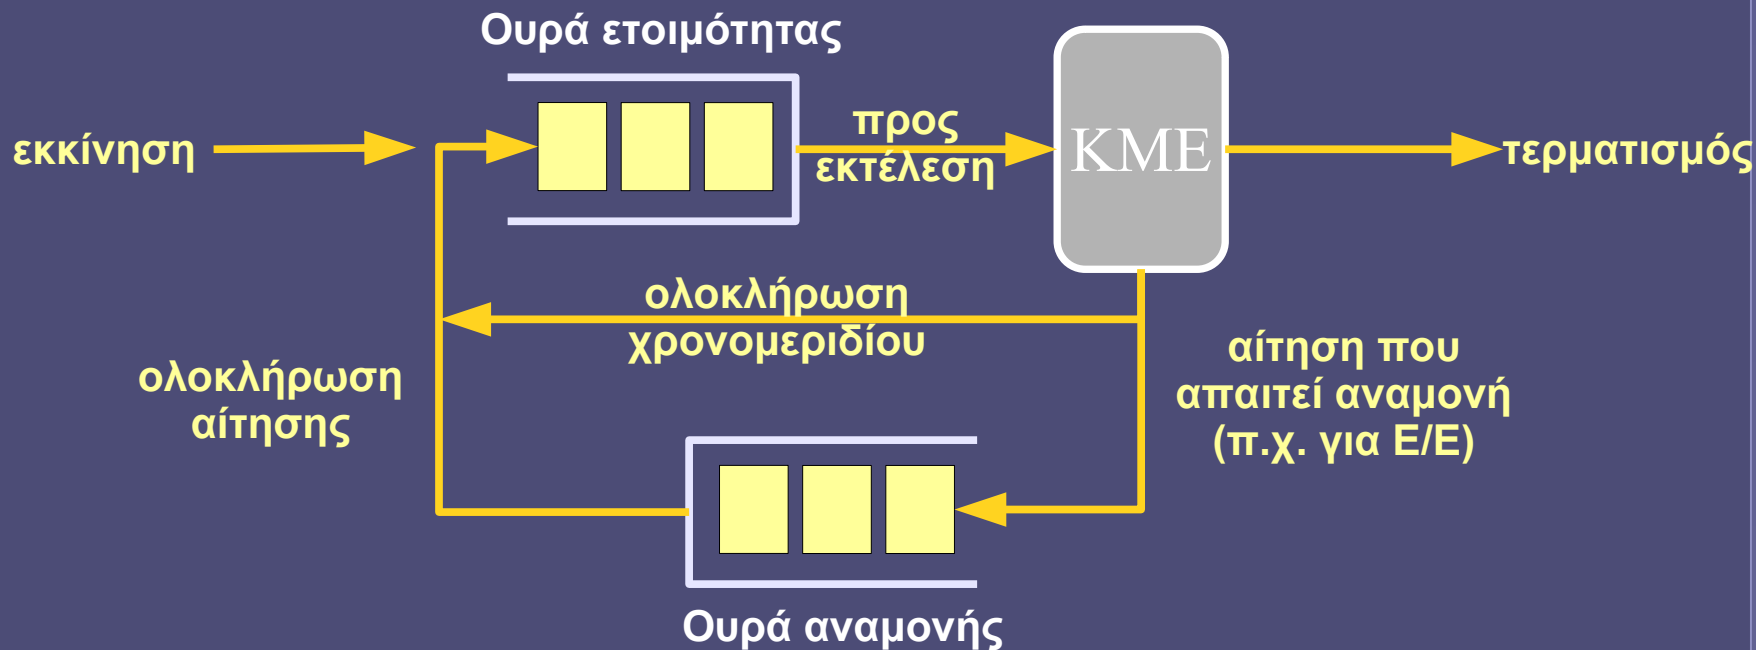 Ουρά ετοιμότητας
εκκίνηση
προς
εκτέλεση
ΚΜΕ
τερματισμός
ολοκλήρωση
χρονομεριδίου
ολοκλήρωση
αίτησης
αίτηση που
απαιτεί αναμονή
(π.χ. για Ε/Ε)
Ουρά αναμονής